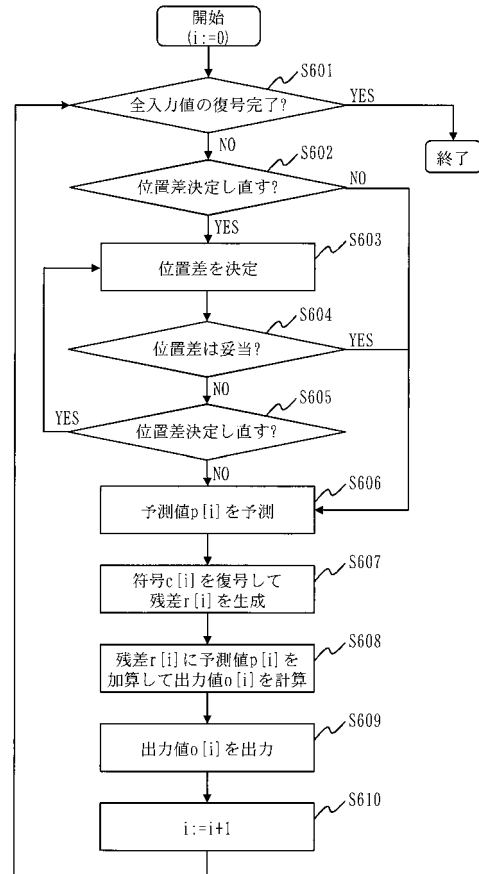 開始
(i:=0)
S601
全入力値の復号完了?
YES
NO
終了
S602
位置差決定し直す?
NO
YES
S603
位置差を決定
S604
位置差は妥当?
YES
NO
S605
YES
位置差決定し直す?
NO
S606
予測値p[i]を予測
S607
符号c[i]を復号して
残差r[i]を生成
S608
残差r[i]に予測値p[i]を
加算して出力値o[i]を計算
S609
出力値o[i]を出力
S610
i:=i+1